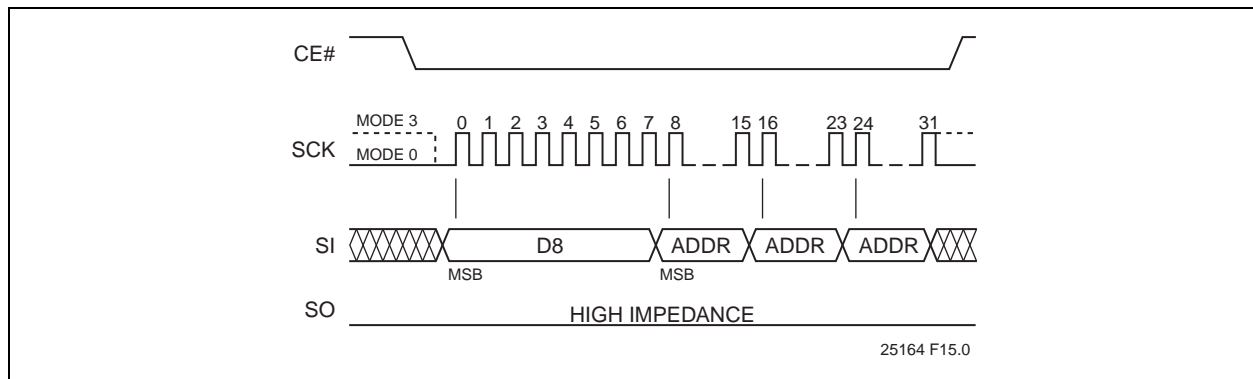 CE#
MODE 3
SCK
MODE 0
0 1 2 3 4 5 6 7 8 15 16 23 24 31
SI
D8 ADDR ADDR ADDR
MSB MSB
SO
HIGH IMPEDANCE
25164 F15.0